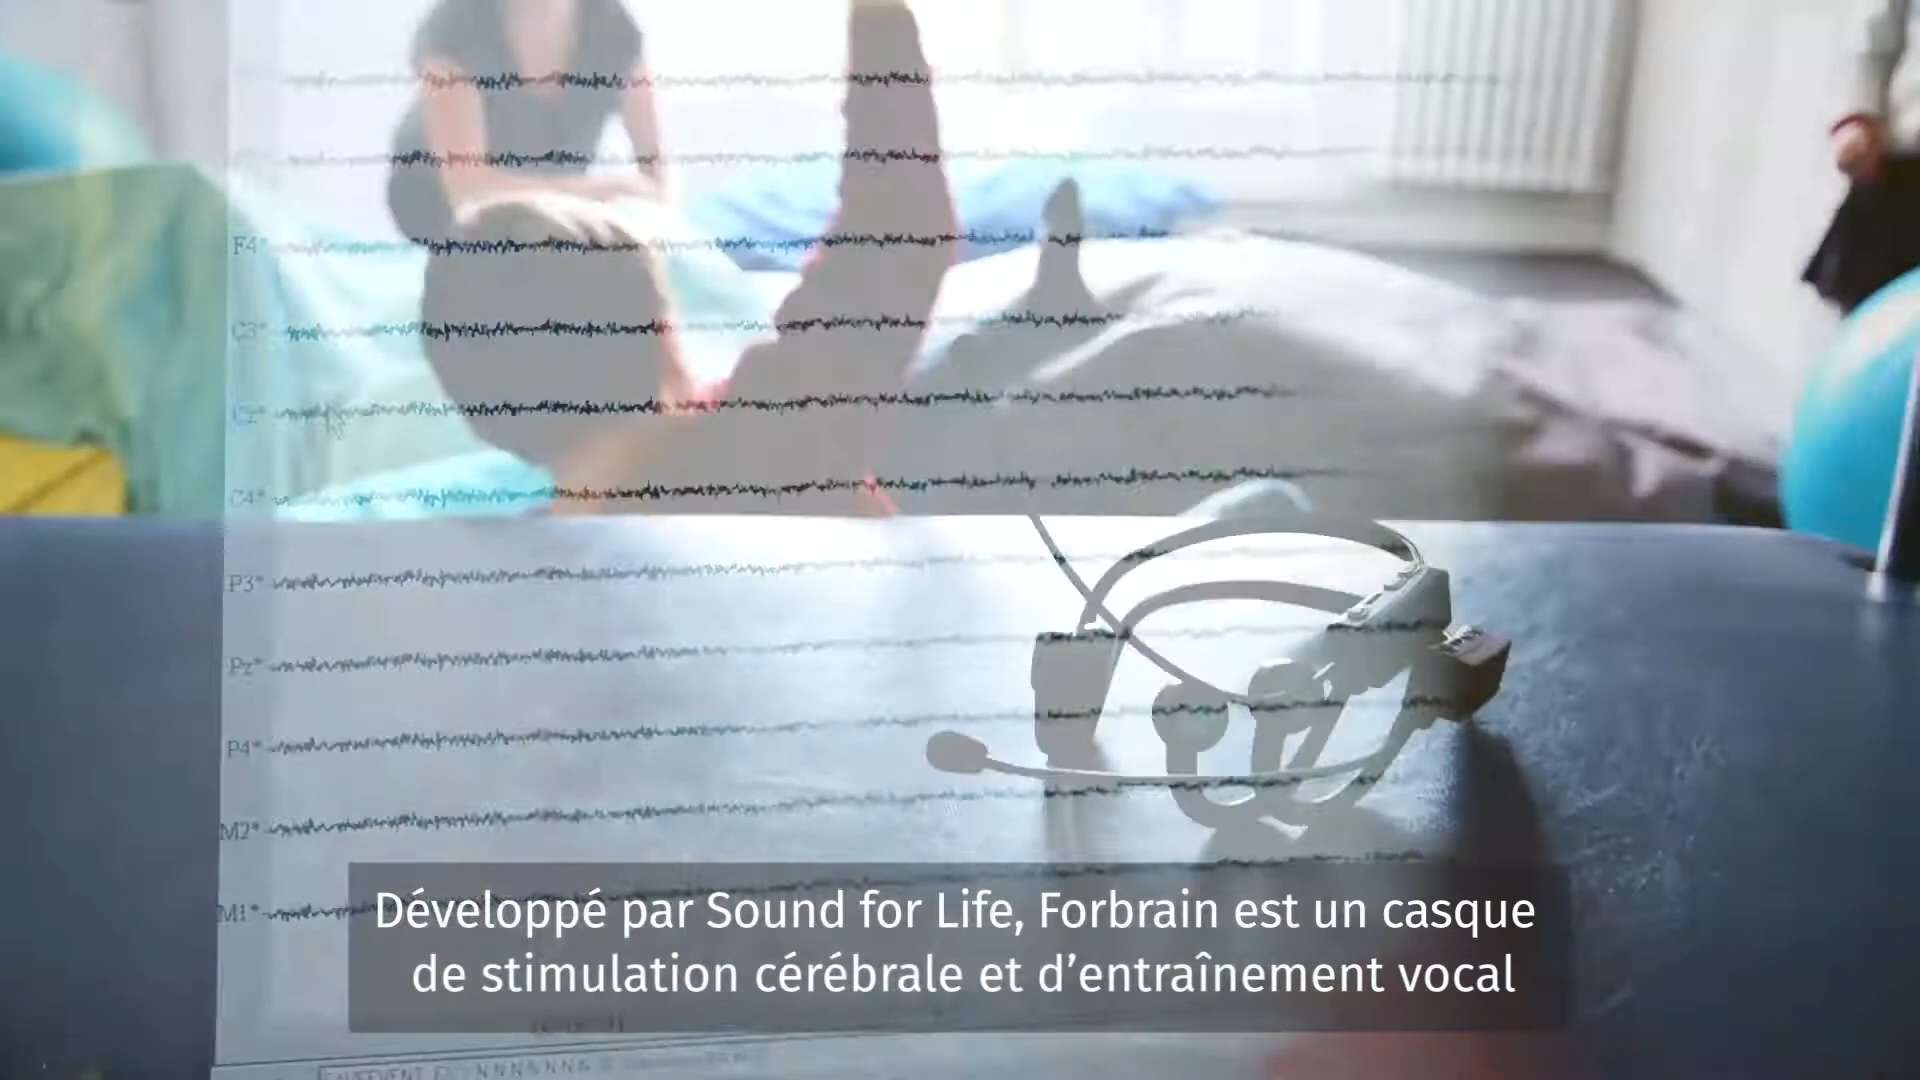 F4*
C3*
Cz*
C4*
P3*
Pz*
P4*
M2*
M1*
Développé par Sound for Life, Forbrain est un casque
de stimulation cérébrale et d’entraînement vocal